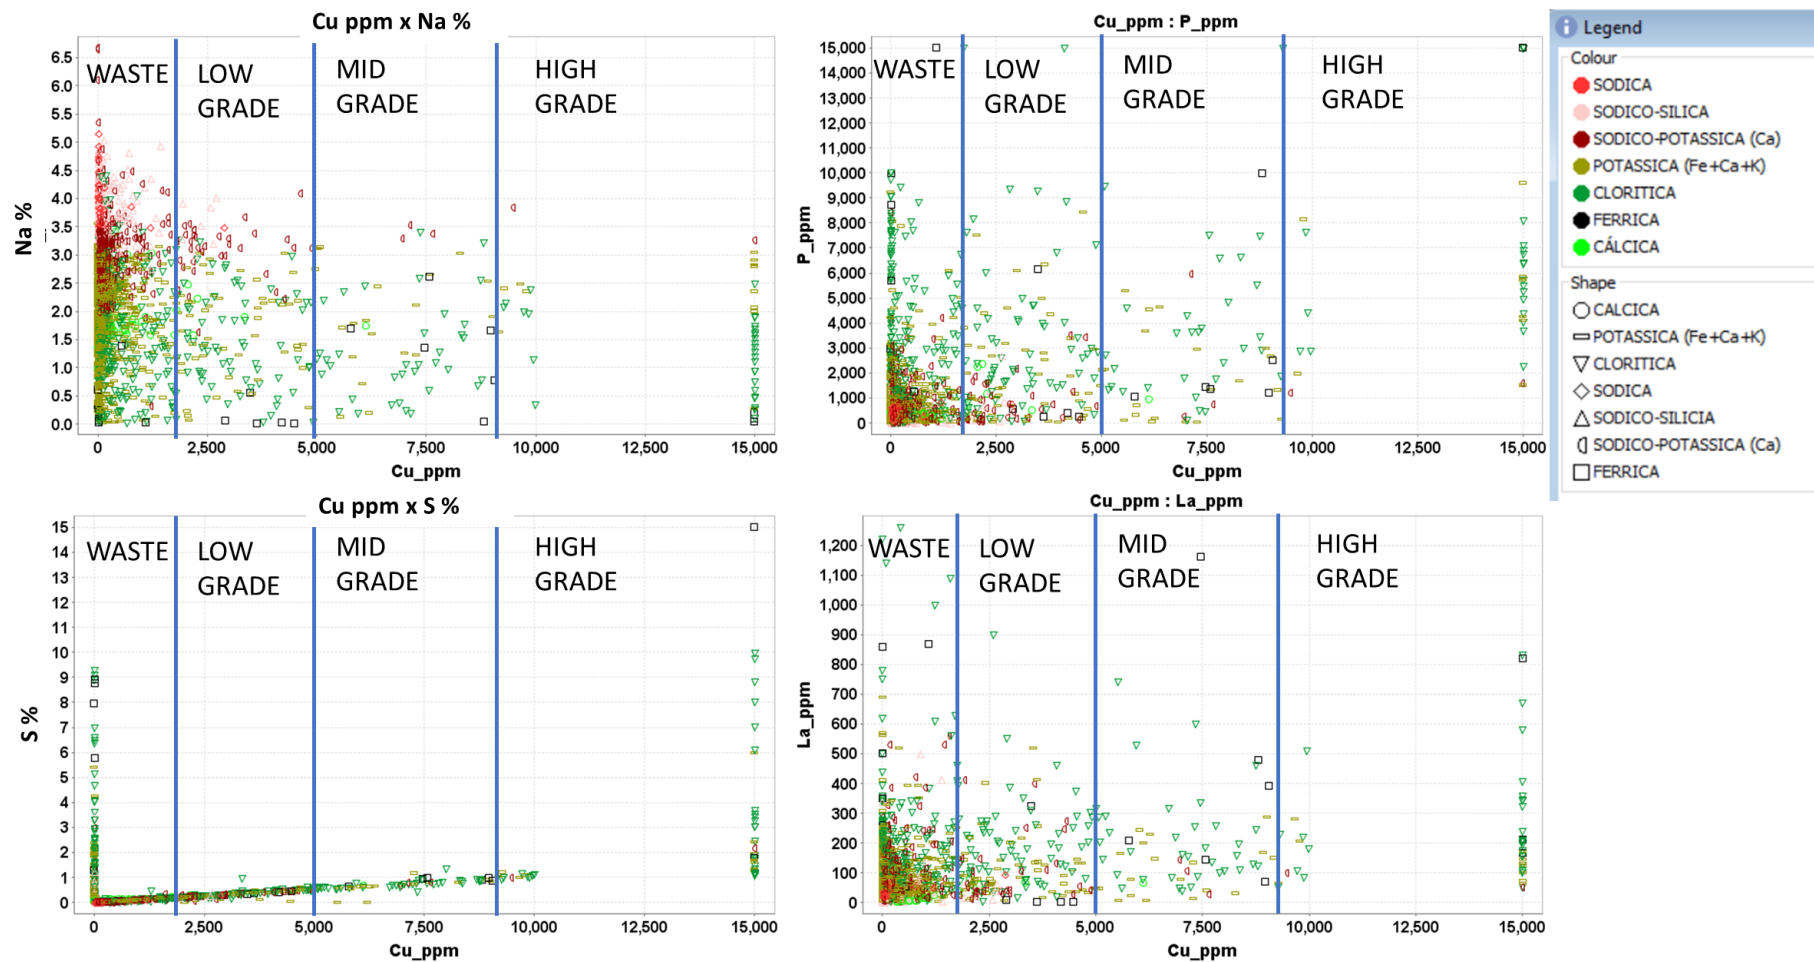 Cu ppm x Na %
Na %
6.5
6.0
5.5
5.0
4.5
4.0
3.5
3.0
2.5
2.0
1.5
1.0
0.5
0.0
WASTE
LOW
GRADE
MID
GRADE
HIGH
GRADE
0
2,500
5,000
7,500
10,000
12,500
15,000
Cu_ppm
Cu_ppm : P_ppm
P_ppm
15,000
14,000
13,000
12,000
11,000
10,000
9,000
8,000
7,000
6,000
5,000
4,000
3,000
2,000
1,000
0
WASTE
LOW
GRADE
MID
GRADE
HIGH
GRADE
0
2,500
5,000
7,500
10,000
12,500
15,000
Cu_ppm
Legend
Colour
SODICA
SODICO-SILICA
SODICO-POTASSICA (Ca)
POTASSICA (Fe+Ca+K)
CLORITICA
FERRICA
CÁLCICA
Shape
CALCICA
POTASSICA (Fe+Ca+K)
CLORITICA
SODICA
SODICO-SILICIA
SODICO-POTASSICA (Ca)
FERRICA
Cu ppm x S %
S %
15
14
13
12
11
10
9
8
7
6
5
4
3
2
1
0
WASTE
LOW
GRADE
MID
GRADE
HIGH
GRADE
0
2,500
5,000
7,500
10,000
12,500
15,000
Cu_ppm
Cu_ppm : La_ppm
La_ppm
1,200
1,100
1,000
900
800
700
600
500
400
300
200
100
0
WASTE
LOW
GRADE
MID
GRADE
HIGH
GRADE
0
2,500
5,000
7,500
10,000
12,500
15,000
Cu_ppm